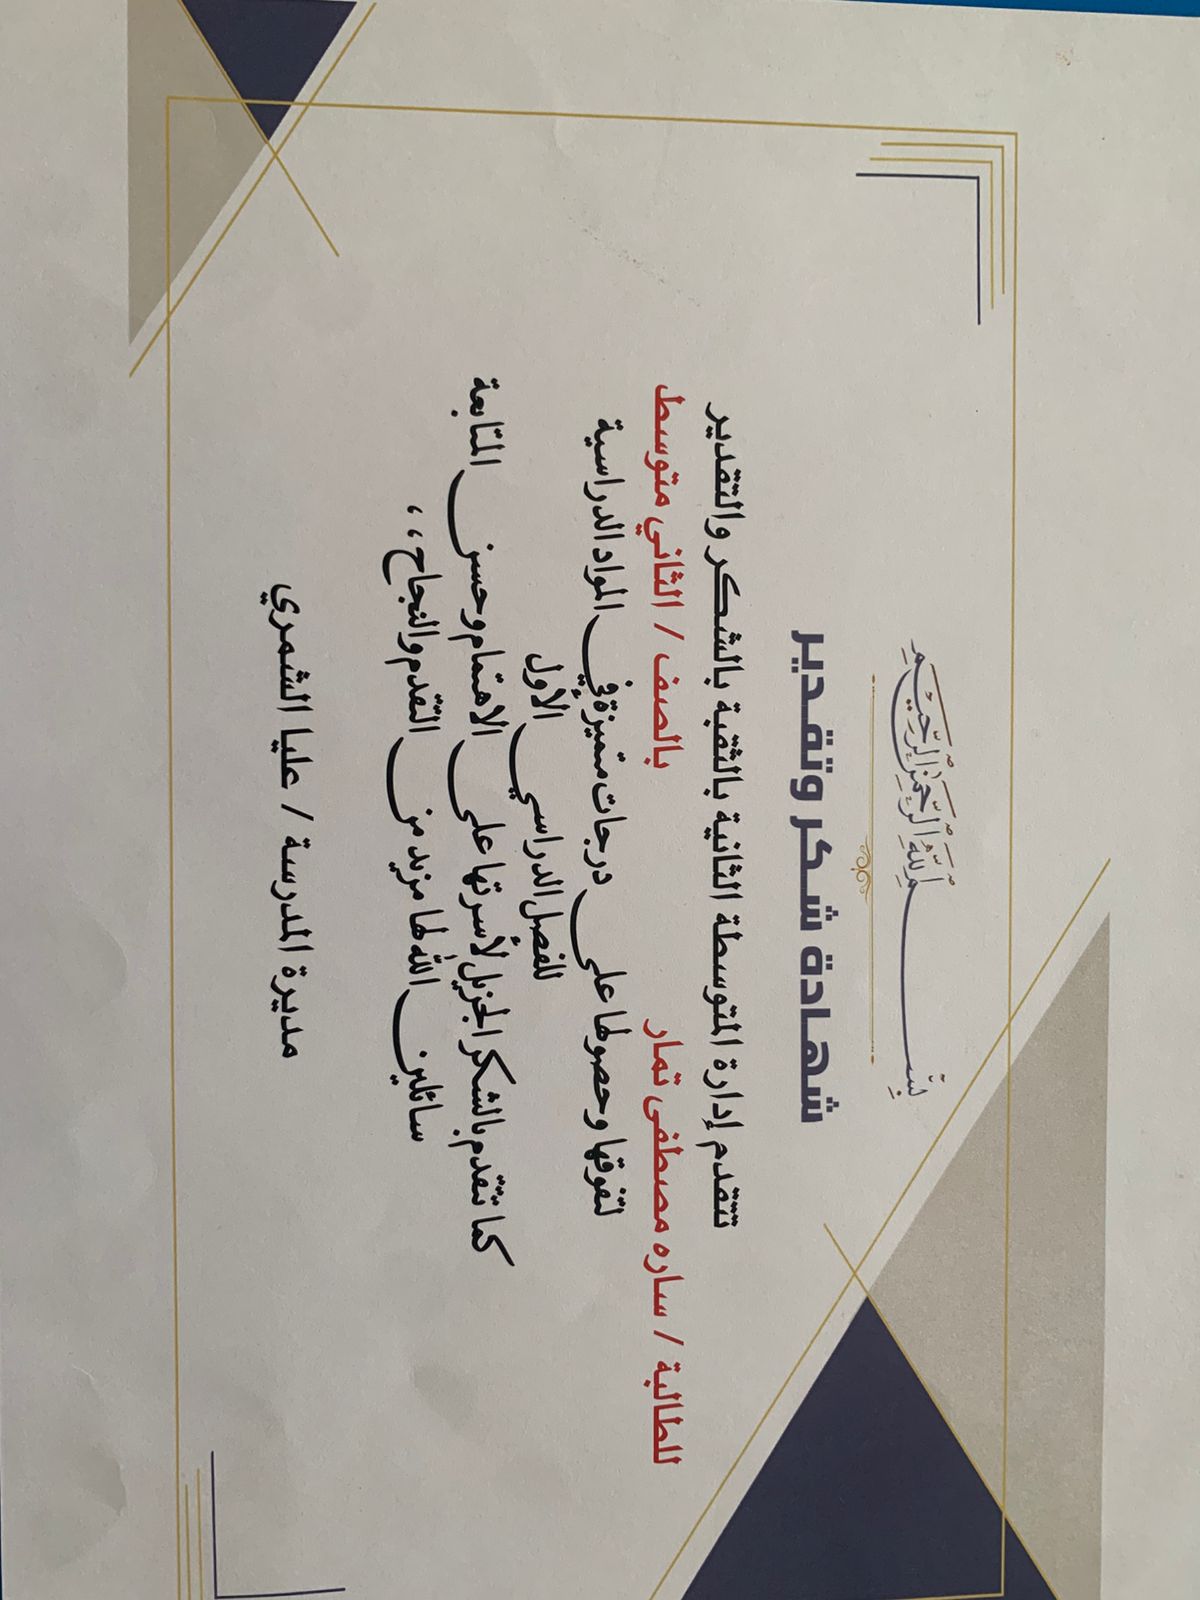 بسم الله الرحمن الرحيم
شهادة شكر وتقدير
تتقدم إدارة المتوسطة الثانية بالثقبة بالشكر والتقدير
للطالبة / ساره مصطفى تمار بالصف / الثاني متوسط
لتفوقها وحصولها على درجات متميزة في المواد الدراسية
للفصل الدراسي الأول
كما تتقدم بالشكر الجزيل لأسرتها على الاهتمام وحسن المتابعة
سائلين الله لها مزيد من التقدم والنجاح،،
مديرة المدرسة / عليا الشمري